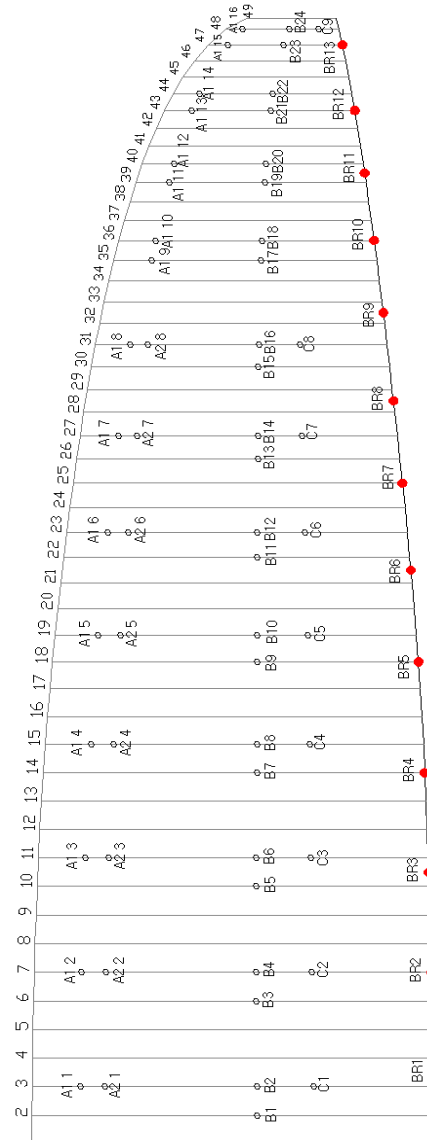 49
A1 16
B24
C9
48
A1 15
B23
BR13
47
46
45
A1 14
B22
44
A1 13
B21
BR12
43
42
41
A1 12
B20
40
A1 11
B19
BR11
39
38
37
A1 10
B18
BR10
36
A1 9
B17
35
34
33
BR9
32
31
A1 8
A2 8
B16
C8
30
B15
29
BR8
28
27
A1 7
A2 7
B14
C7
26
B13
25
BR7
24
23
A1 6
A2 6
B12
C6
22
B11
BR6
21
20
19
A1 5
A2 5
B10
C5
18
B9
BR5
17
16
15
A1 4
A2 4
B8
C4
14
B7
BR4
13
12
11
A1 3
A2 3
B6
C3
BR3
10
B5
9
8
7
A1 2
A2 2
B4
C2
BR2
6
B3
5
4
BR1
3
A1 1
A2 1
B2
C1
2
B1